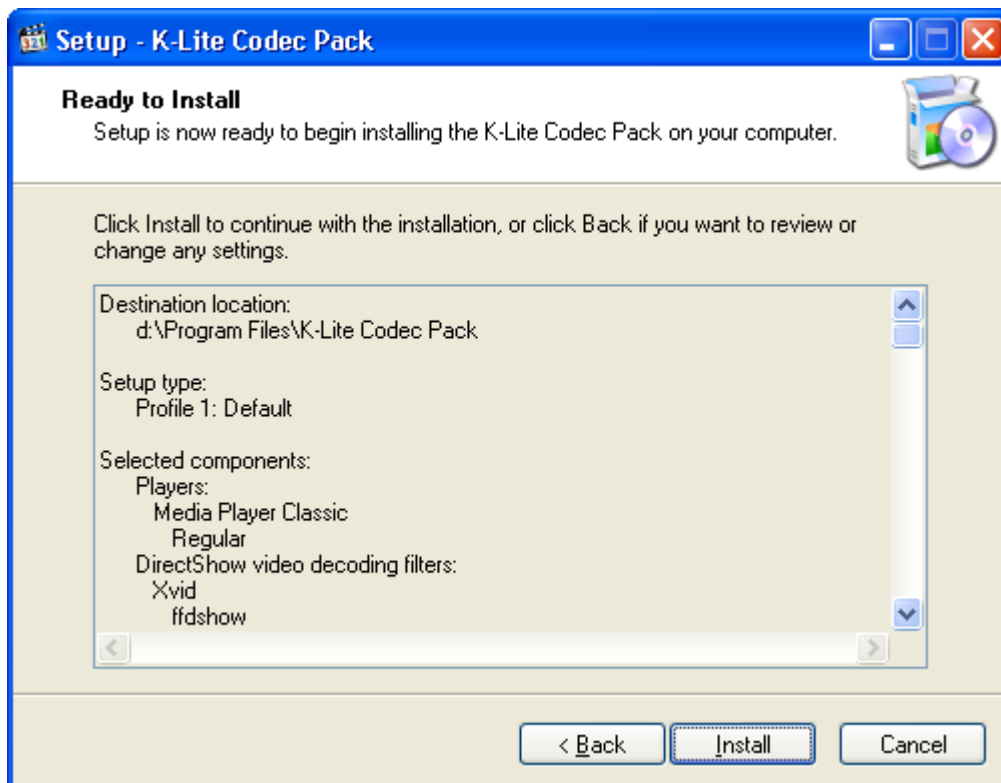 Setup - K-Lite Codec Pack
Ready to Install
Setup is now ready to begin installing the K-Lite Codec Pack on your computer.
Click Install to continue with the installation, or click Back if you want to review or
change any settings.
Destination location:
d:\Program Files\K-Lite Codec Pack
Setup type:
Profile 1: Default
Selected components:
Players:
Media Player Classic
Regular
DirectShow video decoding filters:
Xvid
ffdshow
< Back
Install
Cancel